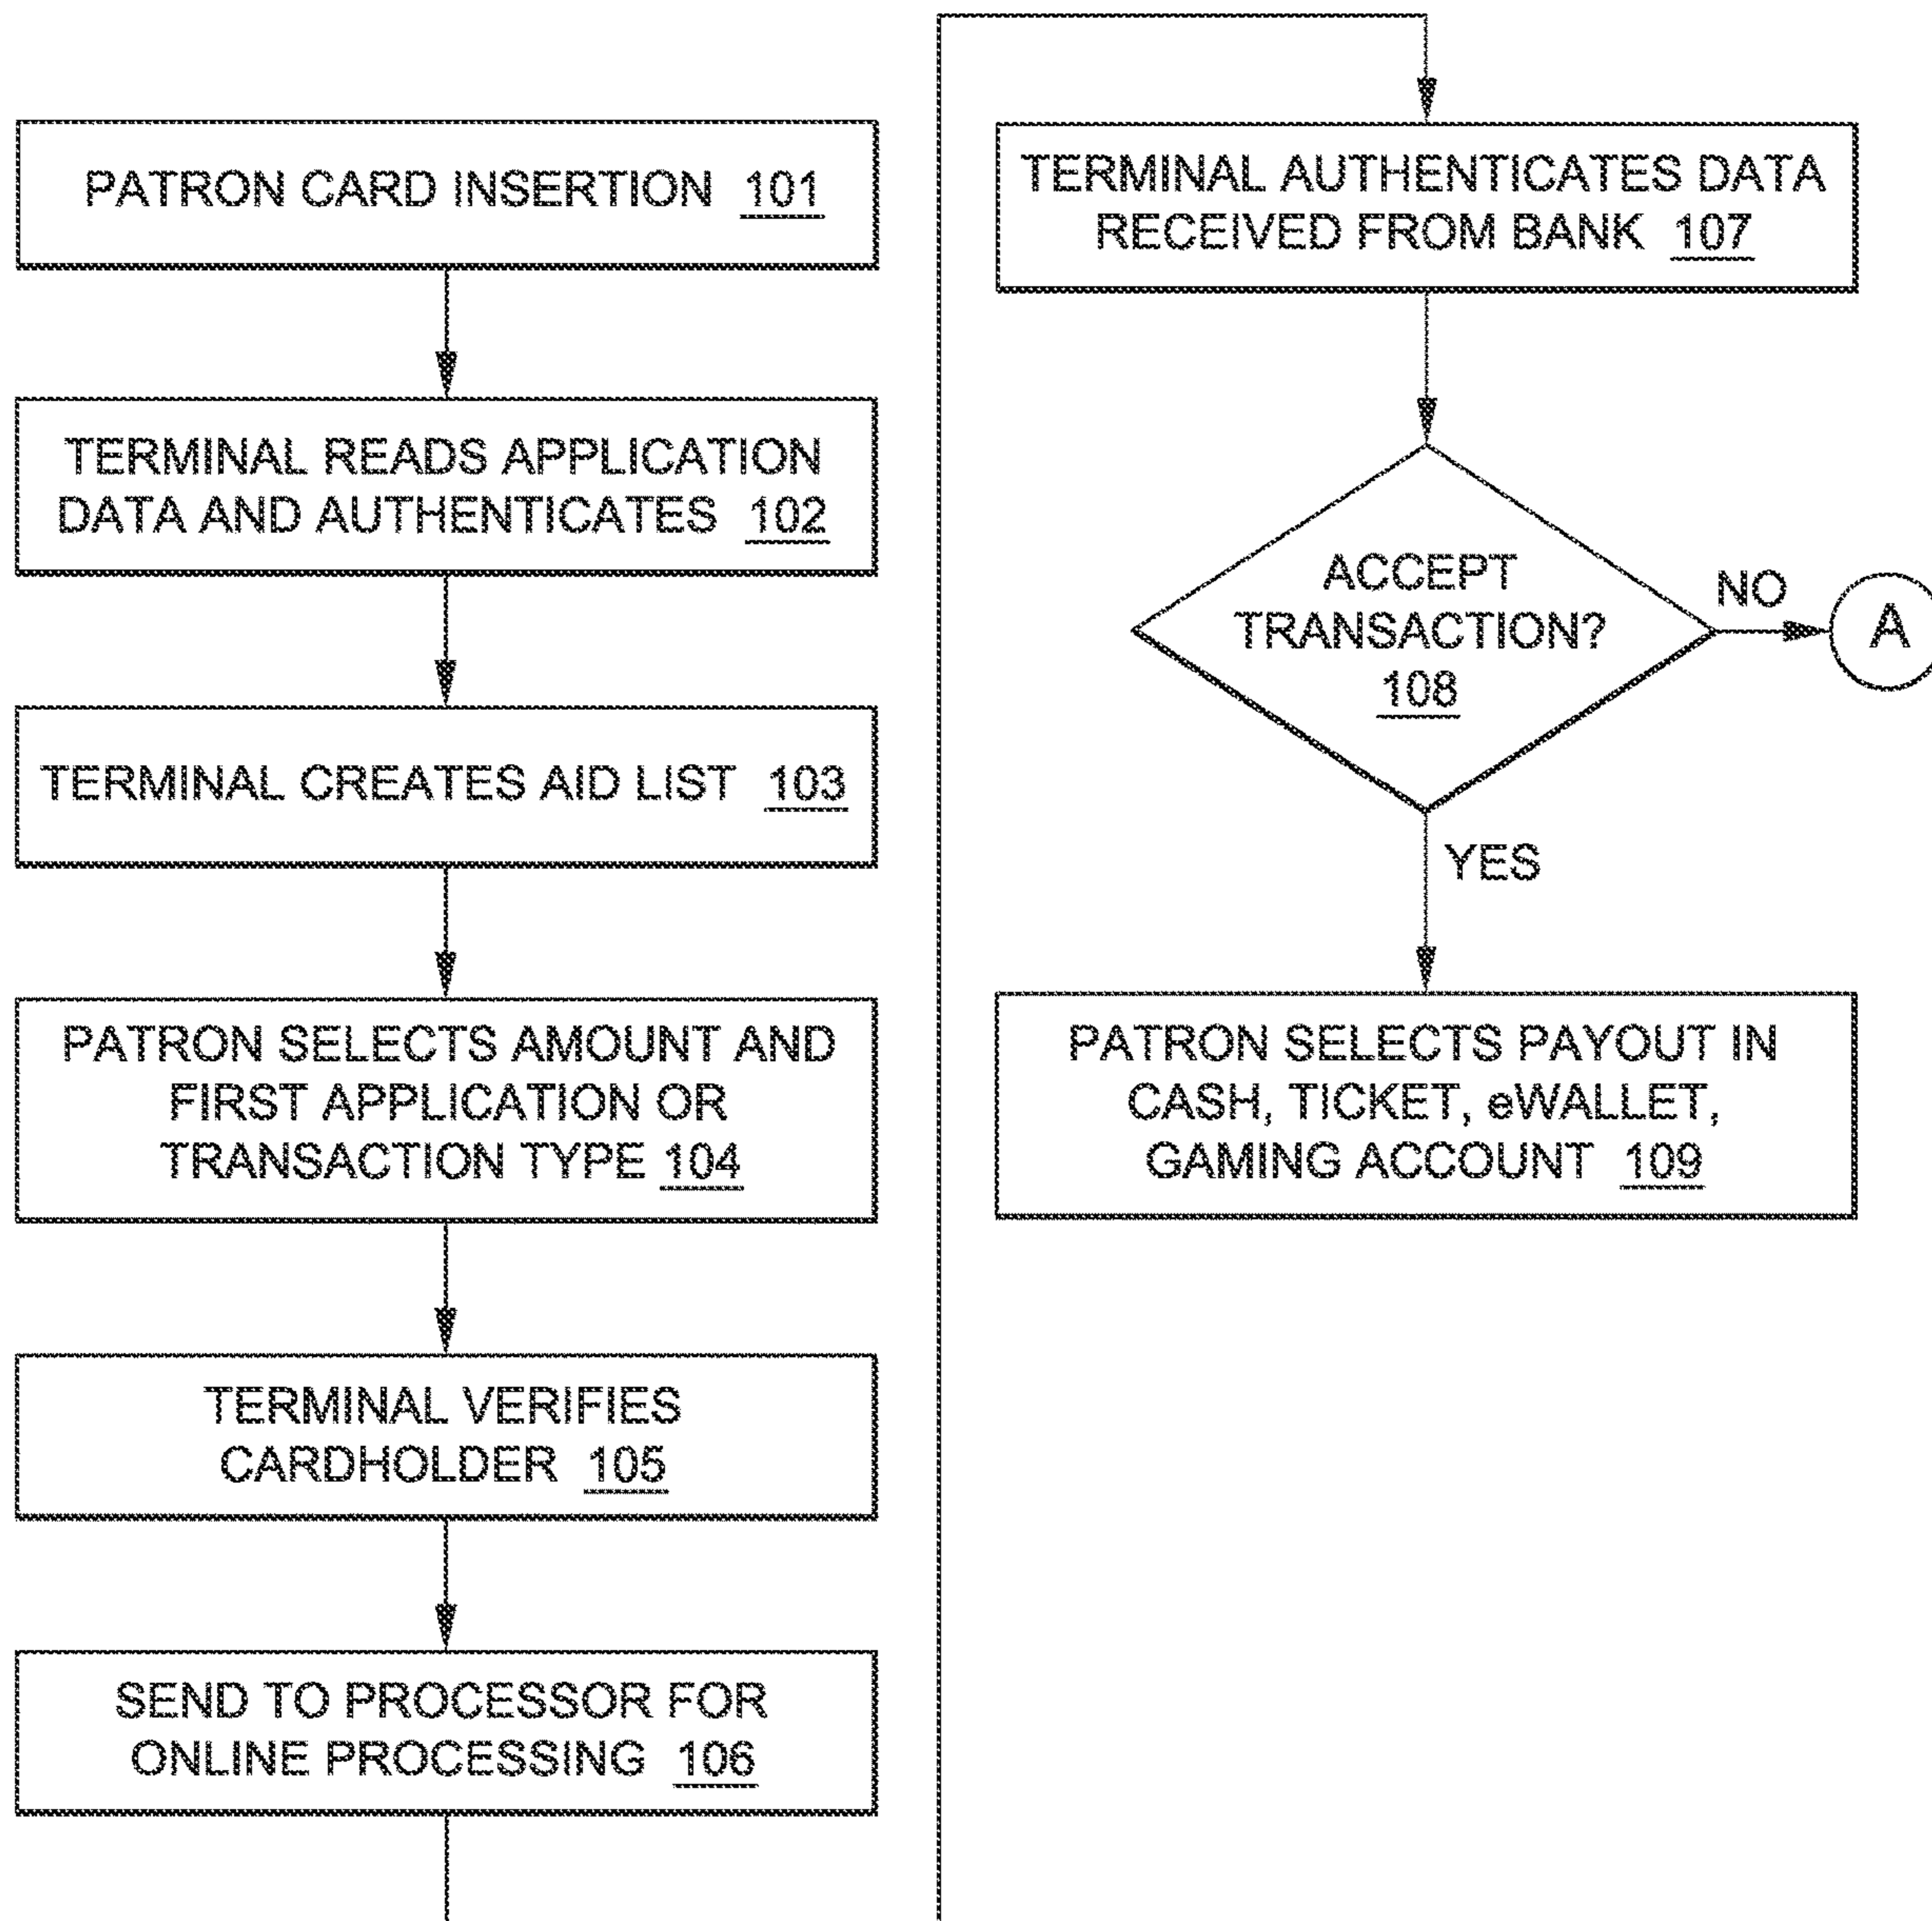 PATRON CARD INSERTION 101
TERMINAL READS APPLICATION
DATA AND AUTHENTICATES 102
TERMINAL CREATES AID LIST 103
PATRON SELECTS AMOUNT AND
FIRST APPLICATION OR
TRANSACTION TYPE 104
TERMINAL VERIFIES
CARDHOLDER 105
SEND TO PROCESSOR FOR
ONLINE PROCESSING 106
TERMINAL AUTHENTICATES DATA
RECEIVED FROM BANK 107
ACCEPT
TRANSACTION?
108
NO
A
YES
PATRON SELECTS PAYOUT IN
CASH, TICKET, eWALLET,
GAMING ACCOUNT 109